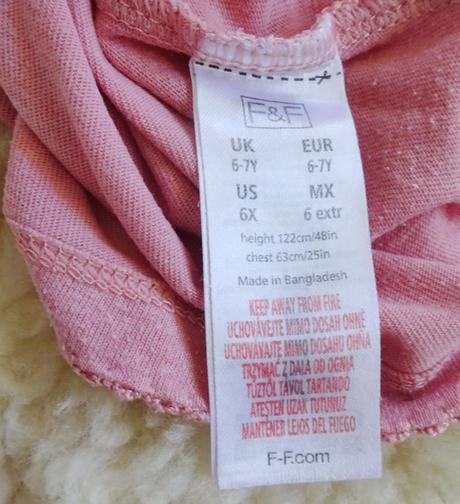 F&F
UK EUR
6-7Y 6-7Y
US MX
6X 6 extr
height 122cm/48in
chest 63cm/25in
Made in Bangladesh
KEEP AWAY FROM FIRE
UCHOVÁVEJTE MIMO DOSAH OHNĚ
UCHOVÁVAJTE MIMO DOSAHU OHŇA
TRZYMAĆ Z DALA OD OGNIA
TŰZTŐL TÁVOL TARTANDÓ
ATEŞTEN UZAK TUTUNUZ
MANTENER LEJOS DEL FUEGO
F-F.com